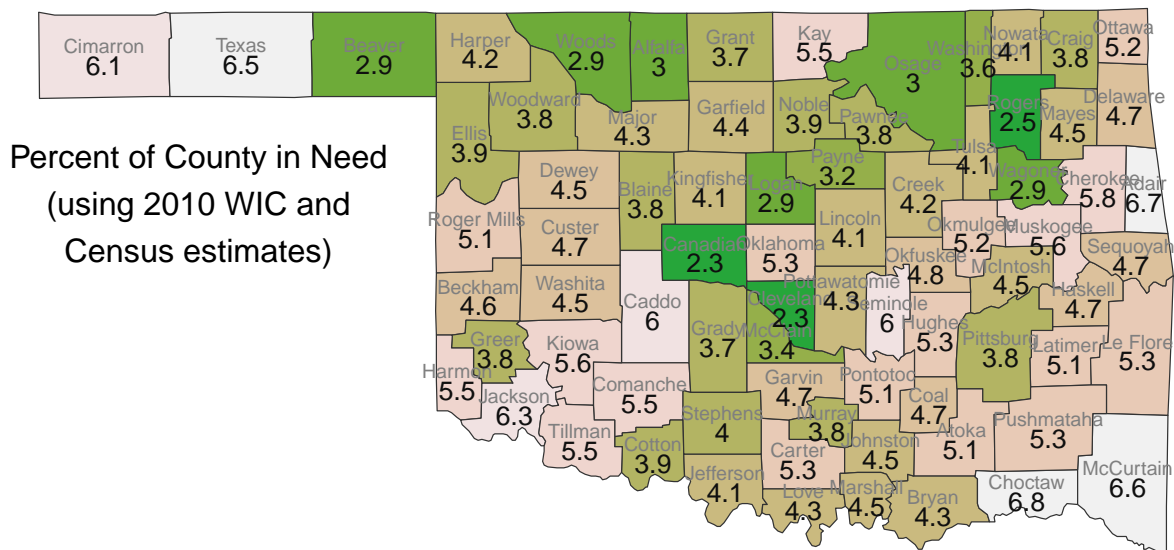 Cimarron
6.1
Texas
6.5
Beaver
2.9
Harper
4.2
Woods
2.9
Alfalfa
3
Grant
3.7
Kay
5.5
Osage
3
Washington
3.6
Nowata
4.1
Craig
3.8
Ottawa
5.2
Woodward
3.8
Ellis
3.9
Major
4.3
Garfield
4.4
Noble
3.9
Pawnee
3.8
Rogers
2.5
Mayes
4.5
Delaware
4.7
Percent of County in Need
(using 2010 WIC and
Census estimates)
Dewey
4.5
Blaine
3.8
Kingfisher
4.1
Logan
2.9
Payne
3.2
Creek
4.2
Tulsa
4.1
Wagoner
2.9
Cherokee
5.8
Adair
6.7
Roger Mills
5.1
Custer
4.7
Canadian
2.3
Oklahoma
5.3
Lincoln
4.1
Okfuskee
4.8
Okmulgee
5.2
Muskogee
5.6
McIntosh
4.5
Sequoyah
4.7
Beckham
4.6
Washita
4.5
Caddo
6
Grady
3.7
Cleveland
2.3
McClain
3.4
Pottawatomie
4.3
Seminole
6
Hughes
5.3
Pittsburg
3.8
Haskell
4.7
Latimer
5.1
Le Flore
5.3
Greer
3.8
Kiowa
5.6
Harmon
5.5
Jackson
6.3
Comanche
5.5
Tillman
5.5
Cotton
3.9
Stephens
4
Garvin
4.7
Murray
3.8
Pontotoc
5.1
Coal
4.7
Atoka
5.1
Pushmataha
5.3
Jefferson
4.1
Carter
5.3
Love
4.3
Johnston
4.5
Marshall
4.5
Bryan
4.3
Choctaw
6.8
McCurtain
6.6